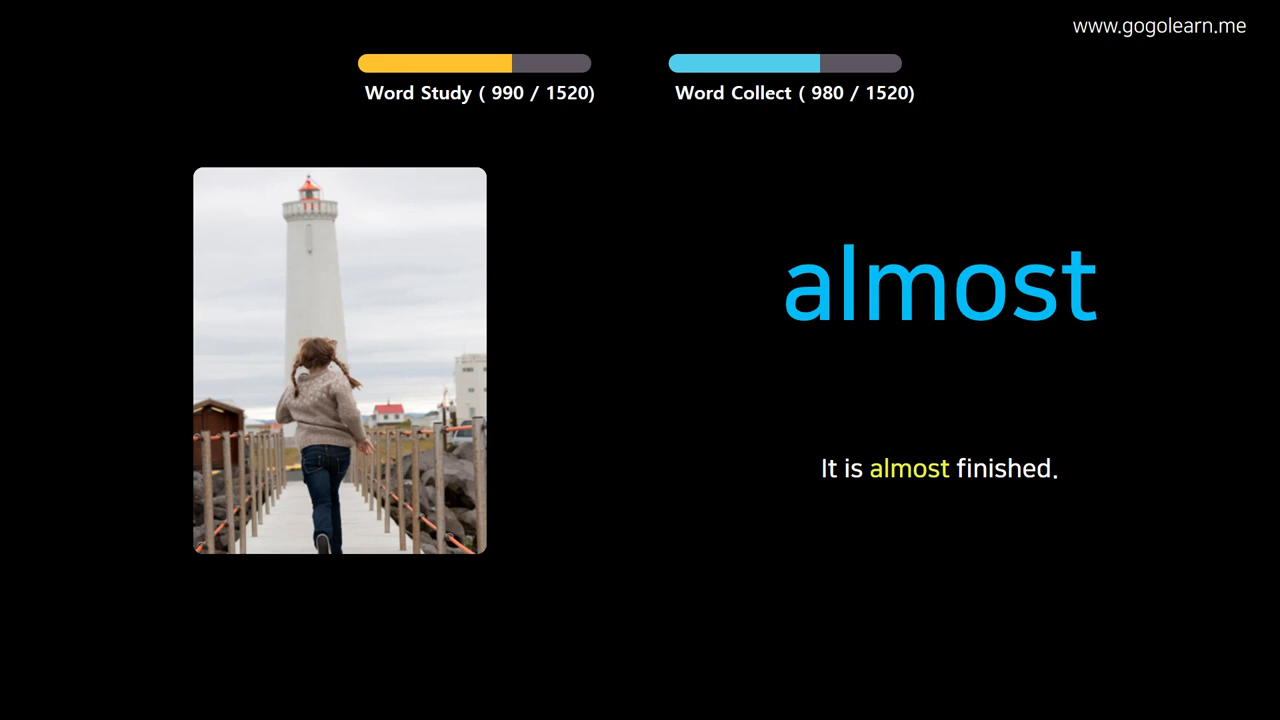 www.gogolearn.me
Word Study ( 990 / 1520)
Word Collect ( 980 / 1520)
almost
It is almost finished.